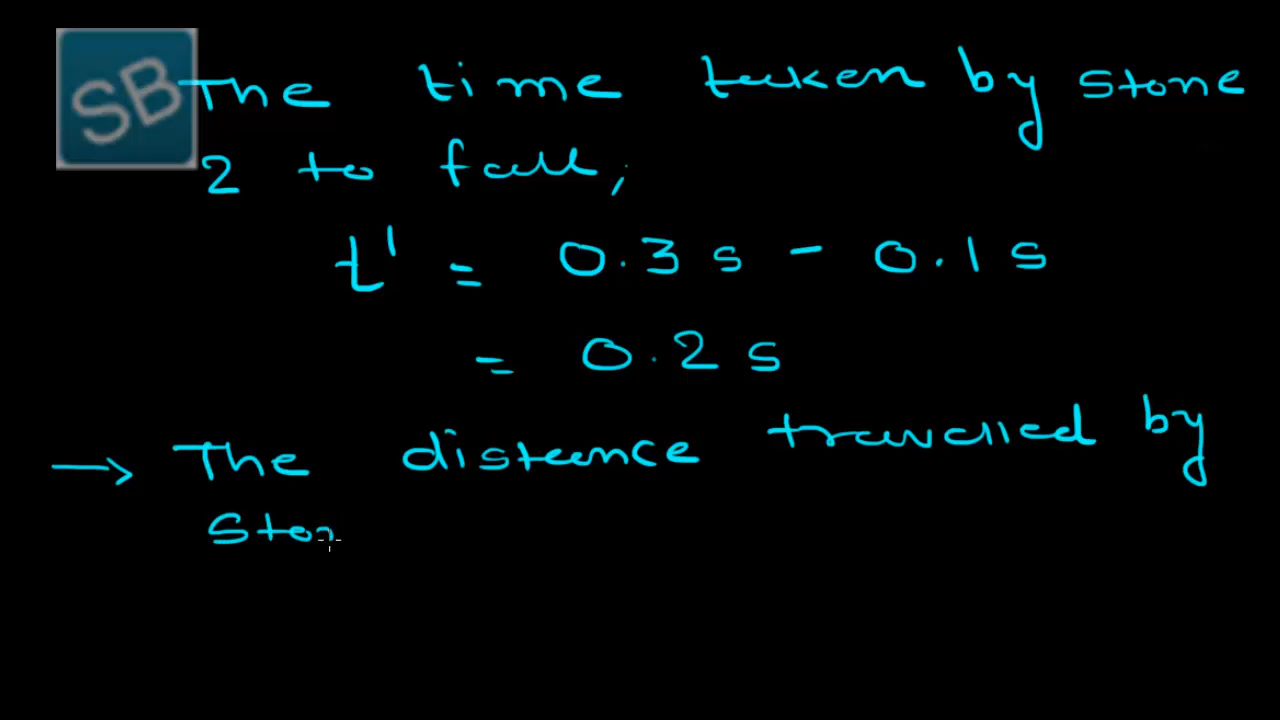 SB
The time taken by stone
2 to fall,
t' = 0.3 s - 0.1 s
= 0.2 s
→ The distance travelled by
Sto